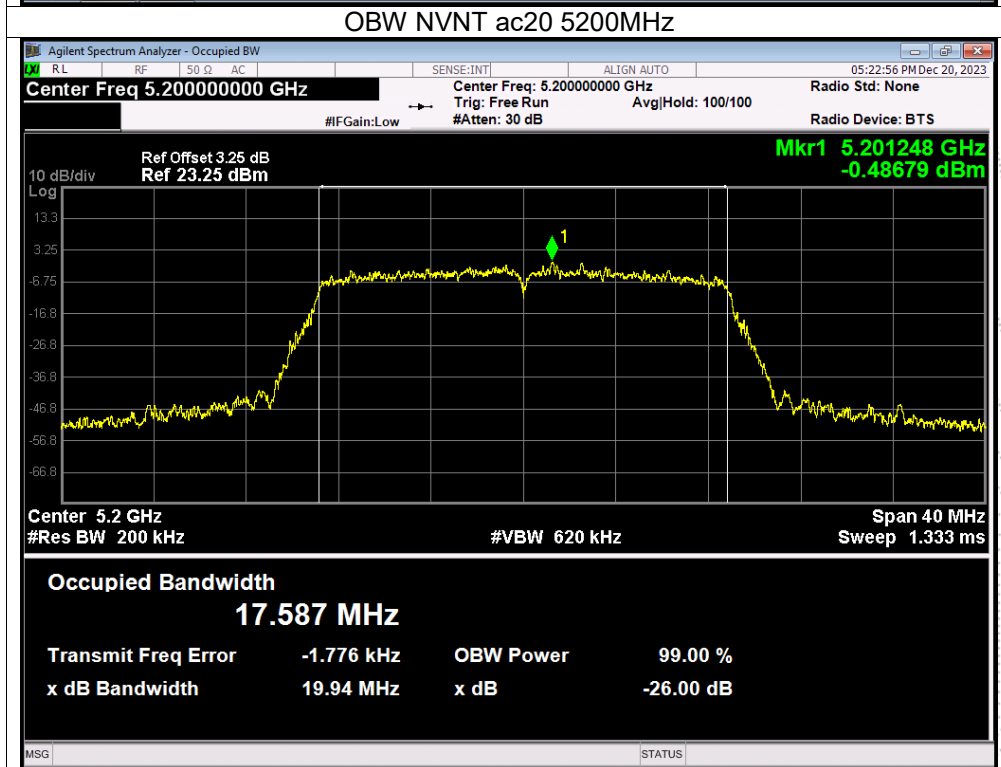 OBW NVNT ac20 5200MHz
Agilent Spectrum Analyzer - Occupied BW
LXI RL RF 50 Ω AC SENSE:INT ALIGN AUTO 05:22:56 PM Dec 20, 2023
Center Freq 5.200000000 GHz Center Freq: 5.200000000 GHz Radio Std: None
Trig: Free Run Avg|Hold: 100/100
#IFGain:Low #Atten: 30 dB Radio Device: BTS
Ref Offset 3.25 dB Mkr1 5.201248 GHz
10 dB/div Ref 23.25 dBm -0.48679 dBm
Log
13.3
1
3.25
-6.75
-16.8
-26.8
-36.8
-46.8
-56.8
-66.8
Center 5.2 GHz Span 40 MHz
#Res BW 200 kHz #VBW 620 kHz Sweep 1.333 ms
Occupied Bandwidth
17.587 MHz
Transmit Freq Error -1.776 kHz OBW Power 99.00 %
x dB Bandwidth 19.94 MHz x dB -26.00 dB
MSG STATUS